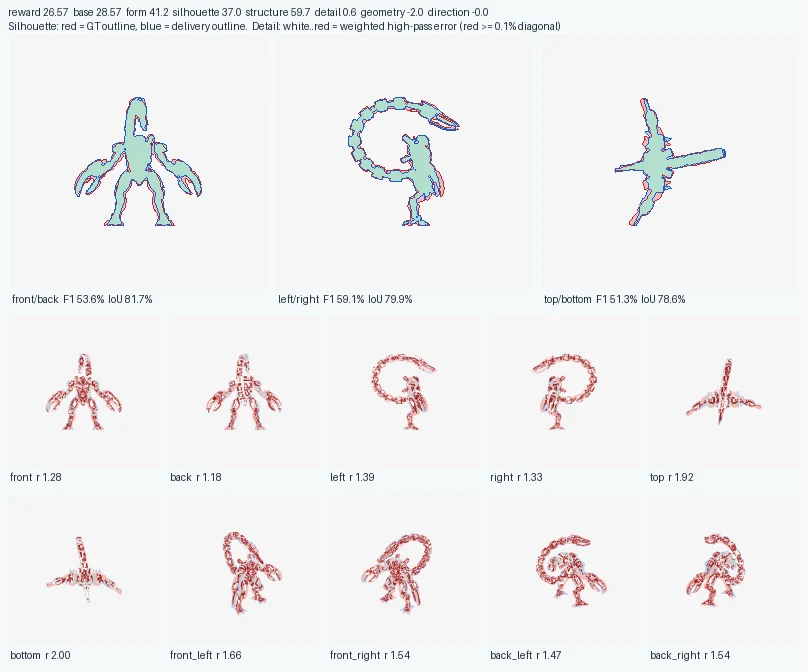 reward 26.57 base 28.57 form 41.2 silhouette 37.0 structure 59.7 detail 0.6 geometry -2.0 direction -0.0
Silhouette: red = GT outline, blue = delivery outline. Detail: white..red = weighted high-pass error (red >= 0.1% diagonal)
front/back F1 53.6% IoU 81.7%
left/right F1 59.1% IoU 79.9%
top/bottom F1 51.3% IoU 78.6%
front r 1.28
back r 1.18
left r 1.39
right r 1.33
top r 1.92
bottom r 2.00
front_left r 1.66
front_right r 1.54
back_left r 1.47
back_right r 1.54